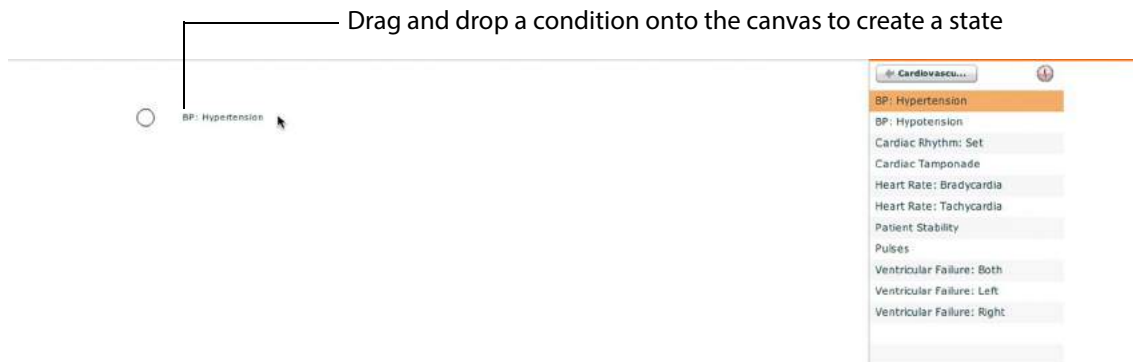 Drag and drop a condition onto the canvas to create a state
Cardiovascu...
BP: Hypertension
BP: Hypertension
BP: Hypotension
Cardiac Rhythm: Set
Cardiac Tamponade
Heart Rate: Bradycardia
Heart Rate: Tachycardia
Patient Stability
Pulses
Ventricular Failure: Both
Ventricular Failure: Left
Ventricular Failure: Right